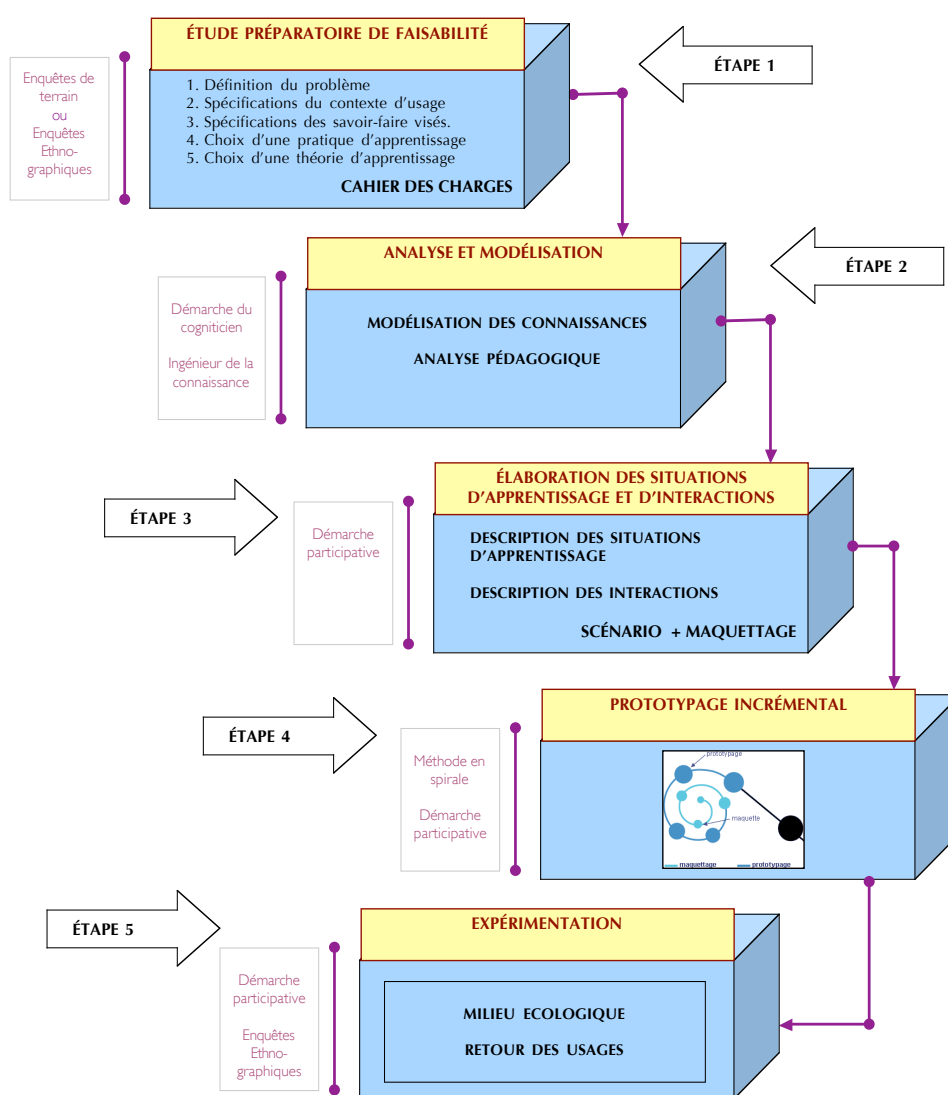 ÉTUDE PRÉPARATOIRE DE FAISABILITÉ
ÉTAPE 1
Enquêtes de
terrain
ou
Enquêtes
Ethno-
graphiques
1. Définition du problème
2. Spécifications du contexte d'usage
3. Spécifications des savoir-faire visés.
4. Choix d'une pratique d'apprentissage
5. Choix d'une théorie d'apprentissage
CAHIER DES CHARGES
ANALYSE ET MODÉLISATION
ÉTAPE 2
Démarche du
cogniticien
Ingénieur de la
connaissance
MODÉLISATION DES CONNAISSANCES
ANALYSE PÉDAGOGIQUE
ÉLABORATION DES SITUATIONS
D'APPRENTISSAGE ET D'INTERACTIONS
ÉTAPE 3
Démarche
participative
DESCRIPTION DES SITUATIONS
D'APPRENTISSAGE
DESCRIPTION DES INTERACTIONS
SCÉNARIO + MAQUETTAGE
PROTOTYPAGE INCRÉMENTAL
ÉTAPE 4
Méthode en
spirale
Démarche
participative
prototypage
maquette
maquettage prototypage
EXPÉRIMENTATION
ÉTAPE 5
Démarche
participative
Enquêtes
Ethno-
graphiques
MILIEU ECOLOGIQUE
RETOUR DES USAGES